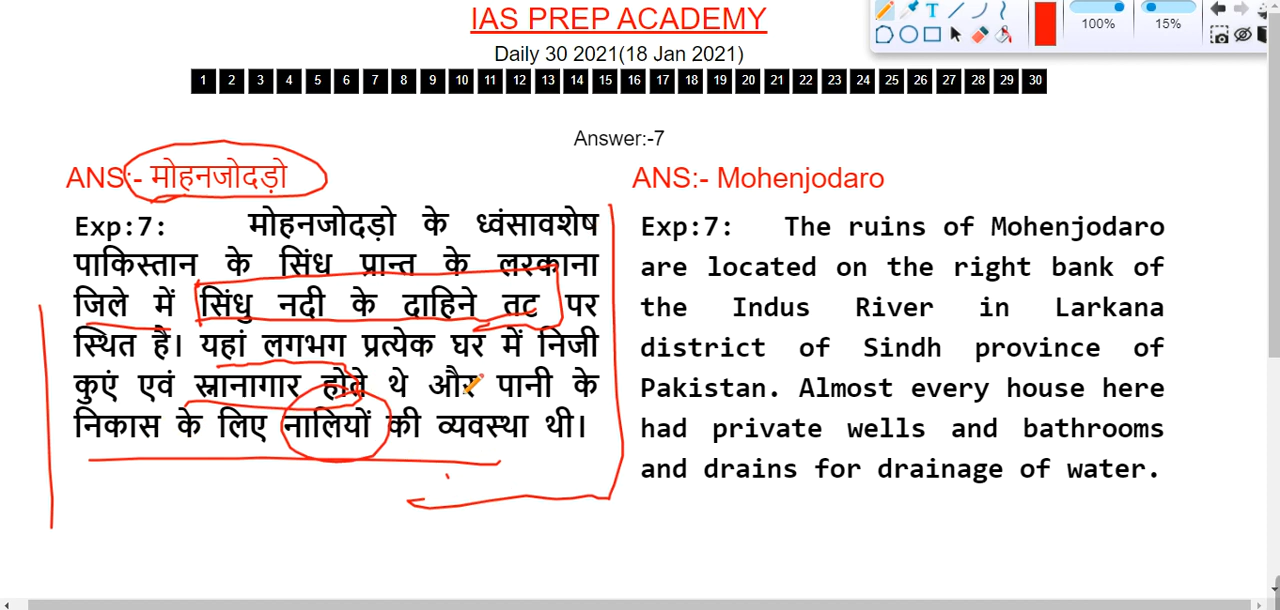 IAS PREP ACADEMY
Daily 30 2021(18 Jan 2021)
1 2 3 4 5 6 7 8 9 10 11 12 13 14 15 16 17 18 19 20 21 22 23 24 25 26 27 28 29 30
100% 15%
Answer:-7
ANS:- मोहनजोदड़ो
Exp:7: मोहनजोदड़ो के ध्वंसावशेष
पाकिस्तान के सिंध प्रान्त के लरकाना
जिले में सिंधु नदी के दाहिने तट पर
स्थित है। यहां लगभग प्रत्येक घर में निजी
कुएं एवं स्नानागार होते थे और पानी के
निकास के लिए नालियों की व्यवस्था थी।
ANS:- Mohenjodaro
Exp:7: The ruins of Mohenjodaro
are located on the right bank of
the Indus River in Larkana
district of Sindh province of
Pakistan. Almost every house here
had private wells and bathrooms
and drains for drainage of water.